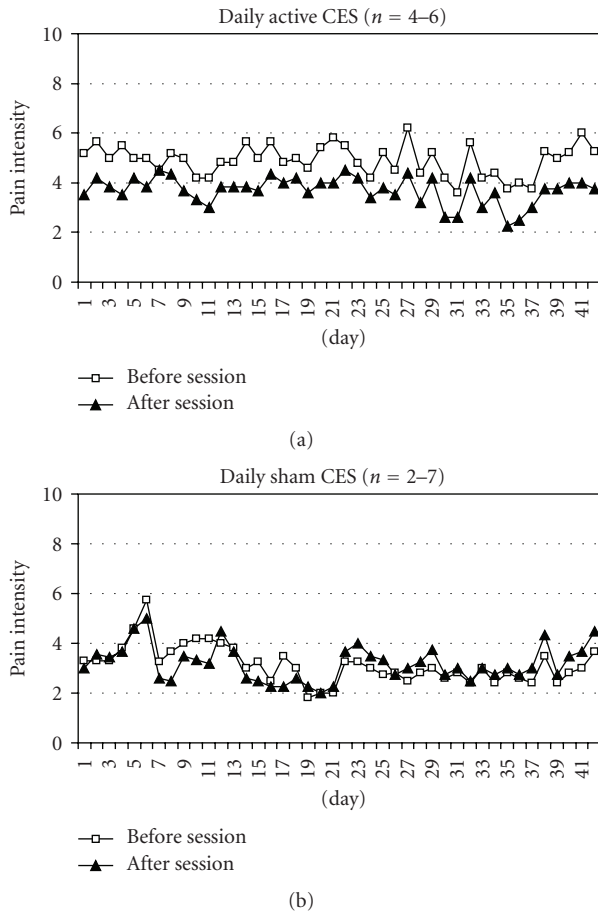 Daily active CES (n = 4–6)
10
8
6
4
2
0
Pain intensity
1 3 5 7 9 11 13 15 17 19 21 23 25 27 29 31 33 35 37 39 41
(day)
Before session
After session
(a)
Daily sham CES (n = 2–7)
10
8
6
4
2
0
Pain intensity
1 3 5 7 9 11 13 15 17 19 21 23 25 27 29 31 33 35 37 39 41
(day)
Before session
After session
(b)